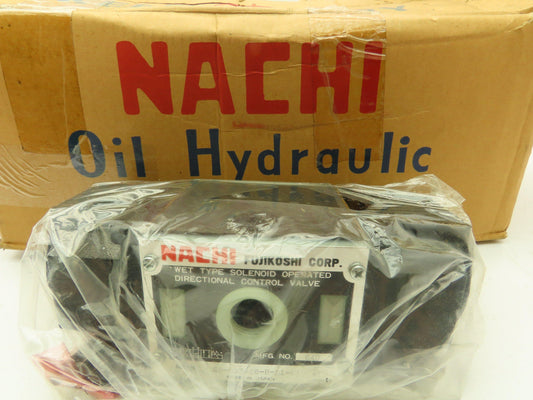 NACHI
Oil Hydraulic
NACHI FUJIKOSHI CORP.
WET TYPE SOLENOID OPERATED
DIRECTIONAL CONTROL VALVE
MFG. NO.